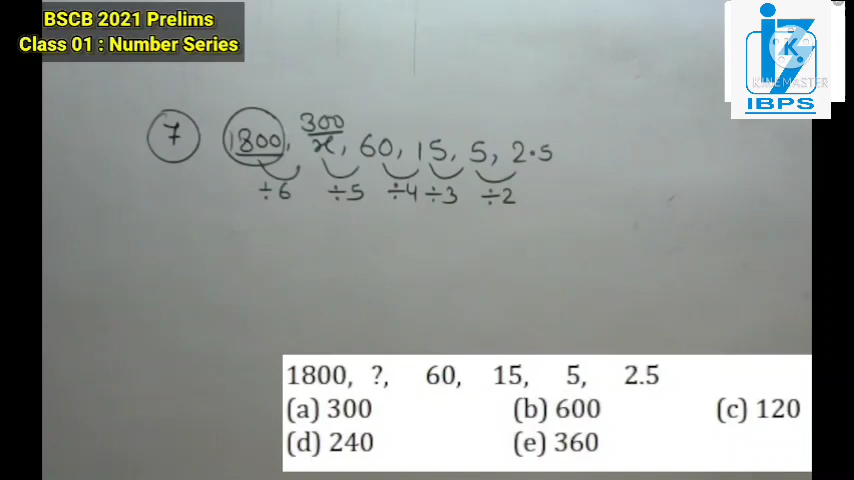 BSCB 2021 Prelims
Class 01 : Number Series
K
KINEMASTER
IBPS
300
7 1800, x, 60, 15, 5, 2.5
÷6 ÷5 ÷4 ÷3 ÷2
1800, ?, 60, 15, 5, 2.5
(a) 300 (b) 600 (c) 120
(d) 240 (e) 360